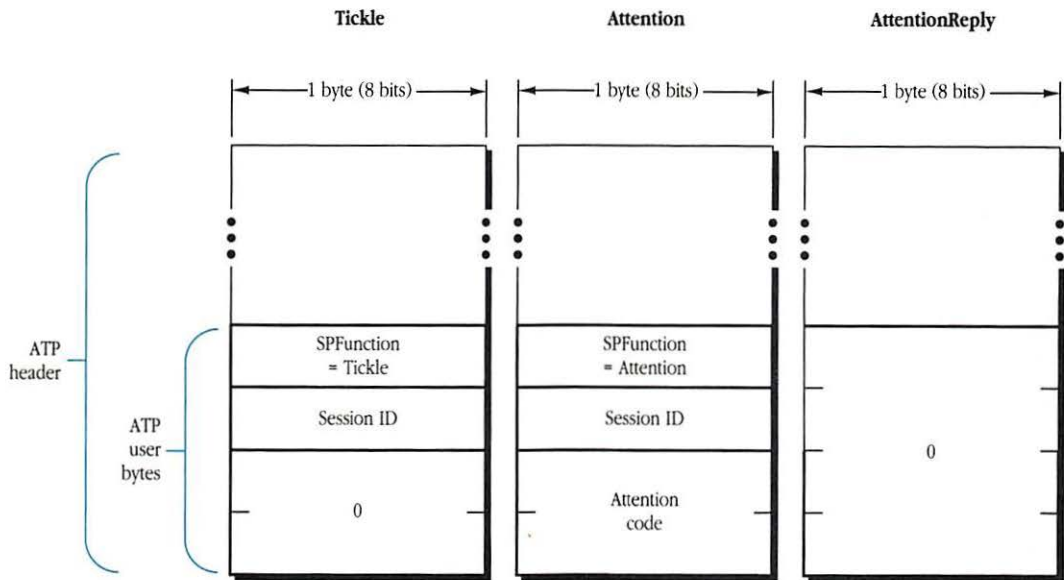 Tickle
Attention
AttentionReply
1 byte (8 bits)
1 byte (8 bits)
1 byte (8 bits)
ATP
header
ATP
user
bytes
SPFunction
= Tickle
Session ID
0
SPFunction
= Attention
Session ID
Attention
code
0